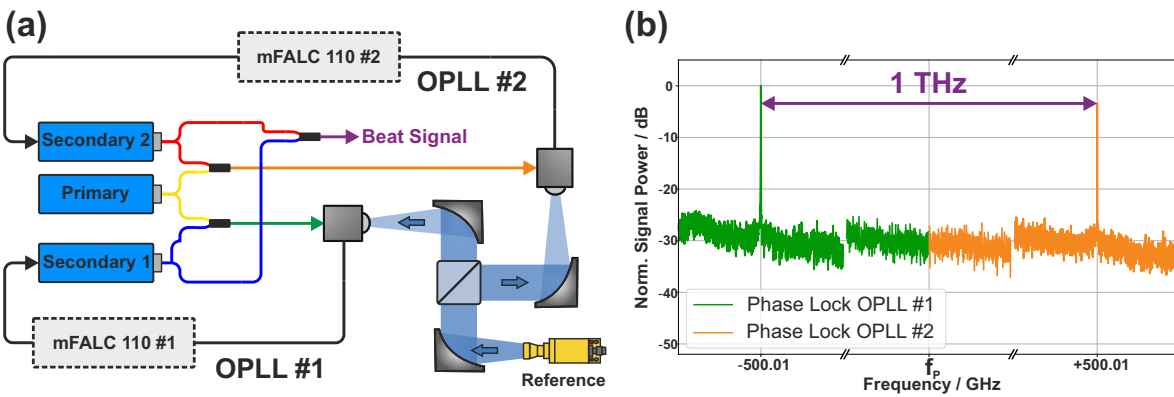 (a)
mFALC 110 #2
OPLL #2
Secondary 2
Beat Signal
Primary
Secondary 1
mFALC 110 #1
OPLL #1
Reference
(b)
1 THz
Norm. Signal Power / dB
0
-10
-20
-30
-40
-50
Phase Lock OPLL #1
Phase Lock OPLL #2
-500.01
fP
+500.01
Frequency / GHz